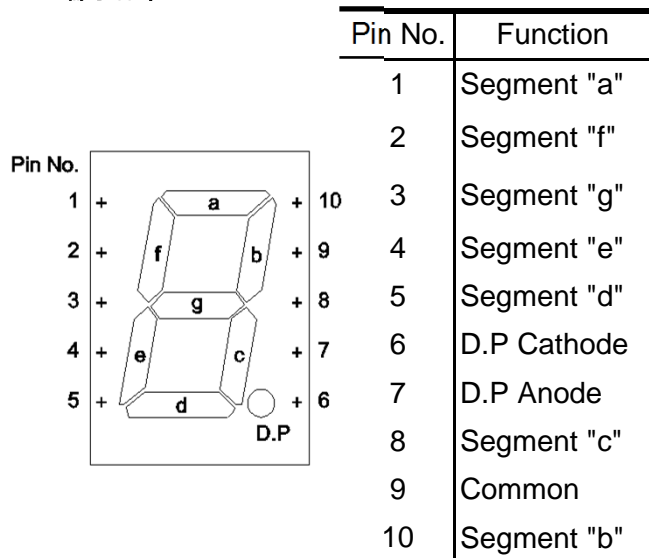 Pin No. Function
1 Segment "a"
2 Segment "f"
3 Segment "g"
4 Segment "e"
5 Segment "d"
6 D.P Cathode
7 D.P Anode
8 Segment "c"
9 Common
10 Segment "b"
Pin No.
1 + a + 10
2 + f b + 9
3 + g + 8
4 + e c + 7
5 + d + 6
D.P